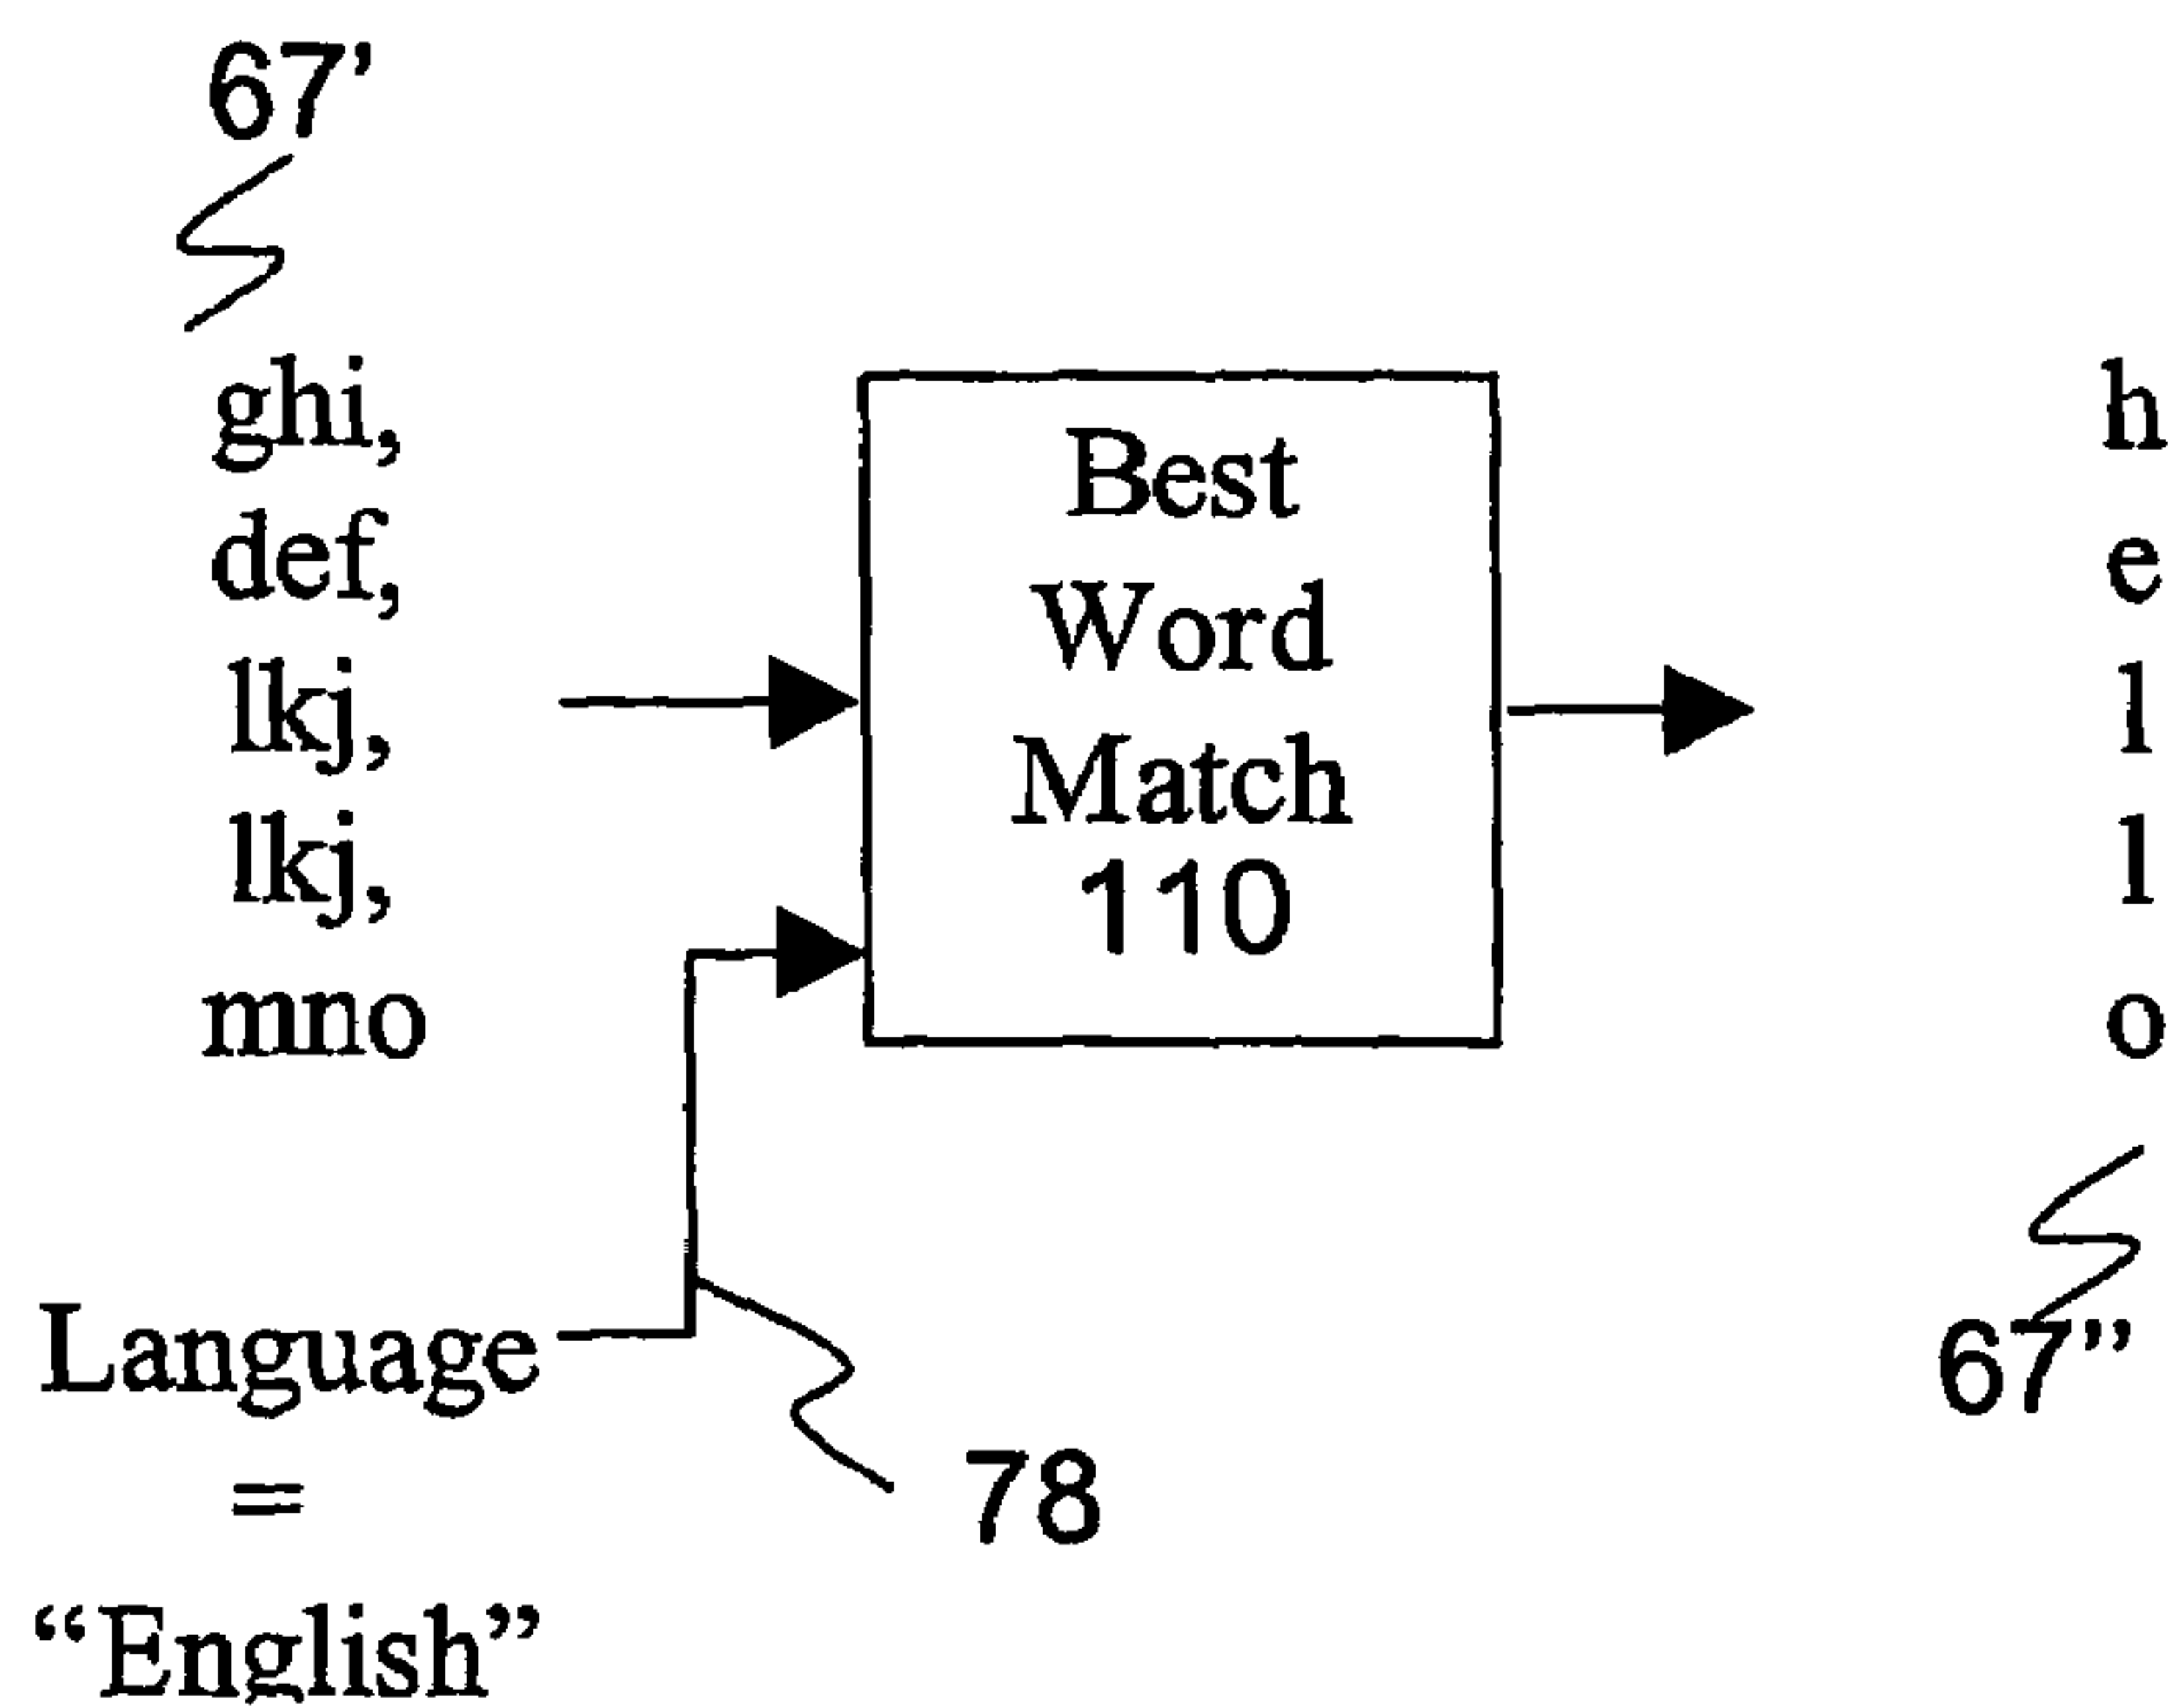 67’
ghi,
def,
lkj,
lkj,
mno
Language
=
“English”
Best
Word
Match
110
78
h
e
l
l
o
67”